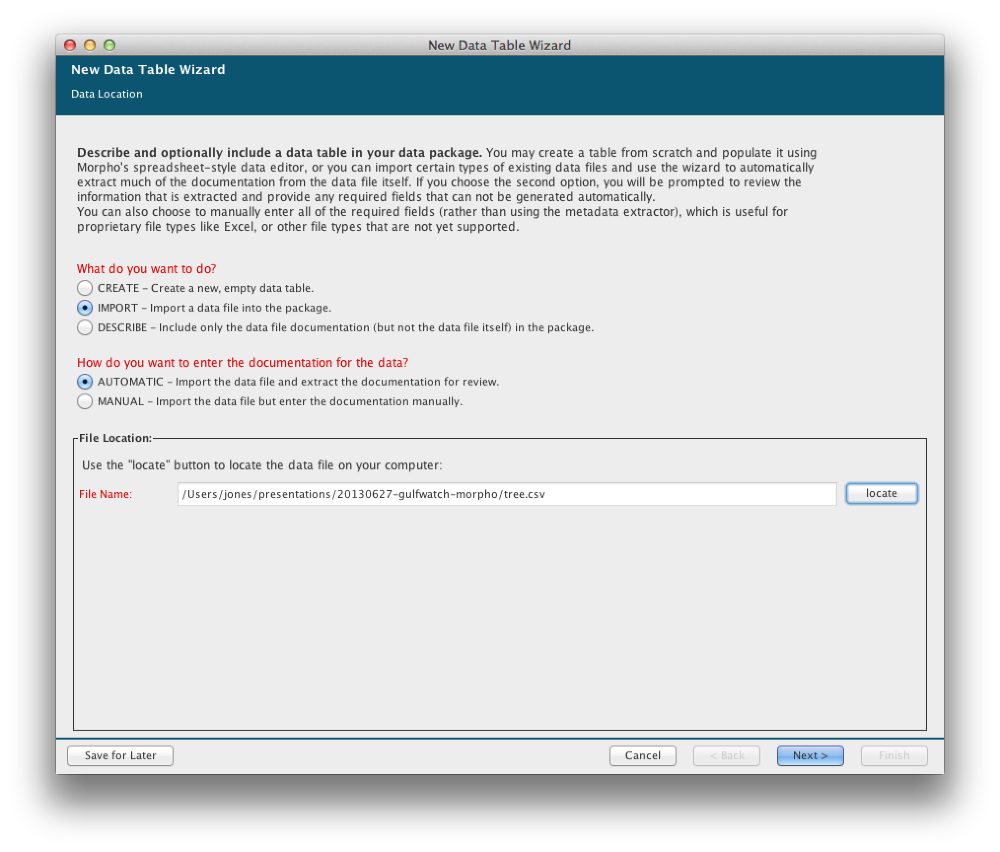 New Data Table Wizard
New Data Table Wizard
Data Location
Describe and optionally include a data table in your data package. You may create a table from scratch and populate it using
Morpho's spreadsheet-style data editor, or you can import certain types of existing data files and use the wizard to automatically
extract much of the documentation from the data file itself. If you choose the second option, you will be prompted to review the
information that is extracted and provide any required fields that can not be generated automatically.
You can also choose to manually enter all of the required fields (rather than using the metadata extractor), which is useful for
proprietary file types like Excel, or other file types that are not yet supported.
What do you want to do?
CREATE – Create a new, empty data table.
IMPORT – Import a data file into the package.
DESCRIBE – Include only the data file documentation (but not the data file itself) in the package.
How do you want to enter the documentation for the data?
AUTOMATIC – Import the data file and extract the documentation for review.
MANUAL – Import the data file but enter the documentation manually.
File Location:
Use the "locate" button to locate the data file on your computer:
File Name: /Users/jones/presentations/20130627-gulfwatch-morpho/tree.csv locate
Save for Later Cancel < Back Next > Finish